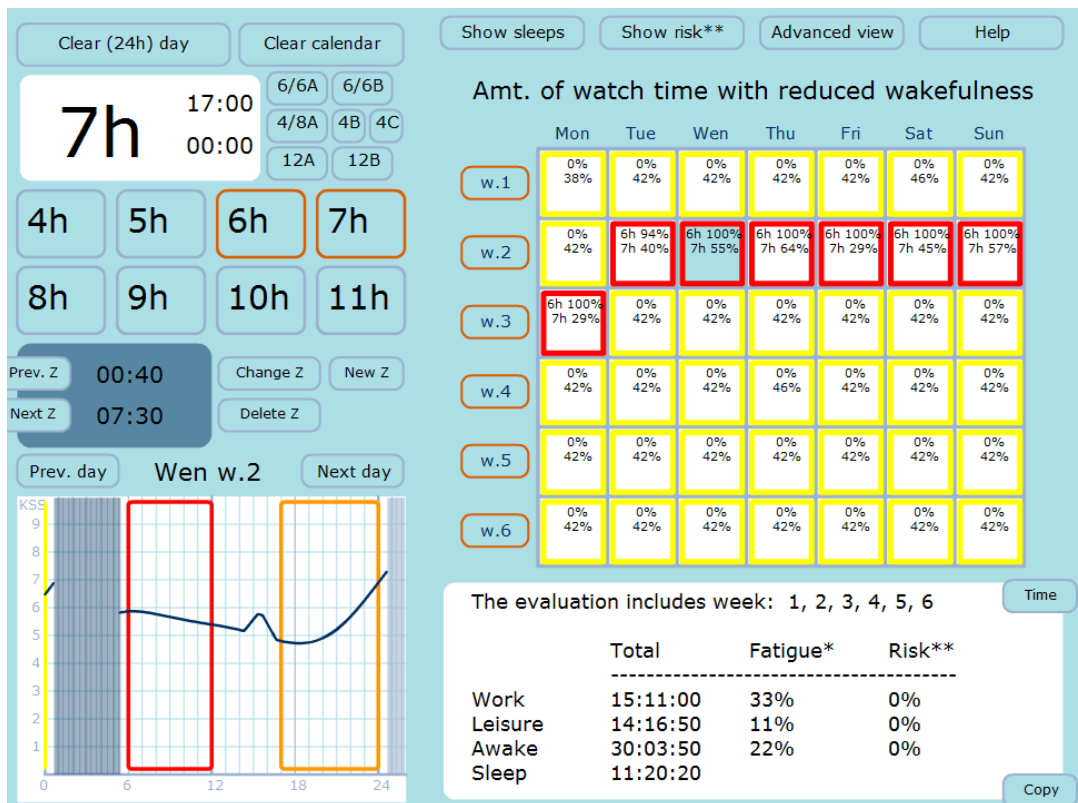 Clear (24h) day Clear calendar Show sleeps Show risk** Advanced view Help
7h 17:00 00:00
6/6A 6/6B
4/8A 4B 4C
12A 12B
4h 5h 6h 7h
8h 9h 10h 11h
Prev. Z 00:40 Change Z New Z
Next Z 07:30 Delete Z
Prev. day Wen w.2 Next day
KSS
9
8
7
6
5
4
3
2
1
0 6 12 18 24
Amt. of watch time with reduced wakefulness
Mon Tue Wen Thu Fri Sat Sun
w.1
0% 0% 0% 0% 0% 0% 0%
38% 42% 42% 42% 42% 46% 42%
w.2
0% 6h 94% 6h 100% 6h 100% 6h 100% 6h 100% 6h 100%
42% 7h 40% 7h 55% 7h 64% 7h 29% 7h 45% 7h 57%
w.3
6h 100% 0% 0% 0% 0% 0% 0%
7h 29% 42% 42% 42% 42% 42% 42%
w.4
0% 0% 0% 0% 0% 0% 0%
42% 42% 42% 46% 42% 42% 42%
w.5
0% 0% 0% 0% 0% 0% 0%
42% 42% 42% 42% 42% 42% 42%
w.6
0% 0% 0% 0% 0% 0% 0%
42% 42% 42% 42% 42% 42% 42%
The evaluation includes week: 1, 2, 3, 4, 5, 6 Time
Total Fatigue* Risk**
--------------------------------------
Work 15:11:00 33% 0%
Leisure 14:16:50 11% 0%
Awake 30:03:50 22% 0%
Sleep 11:20:20
Copy